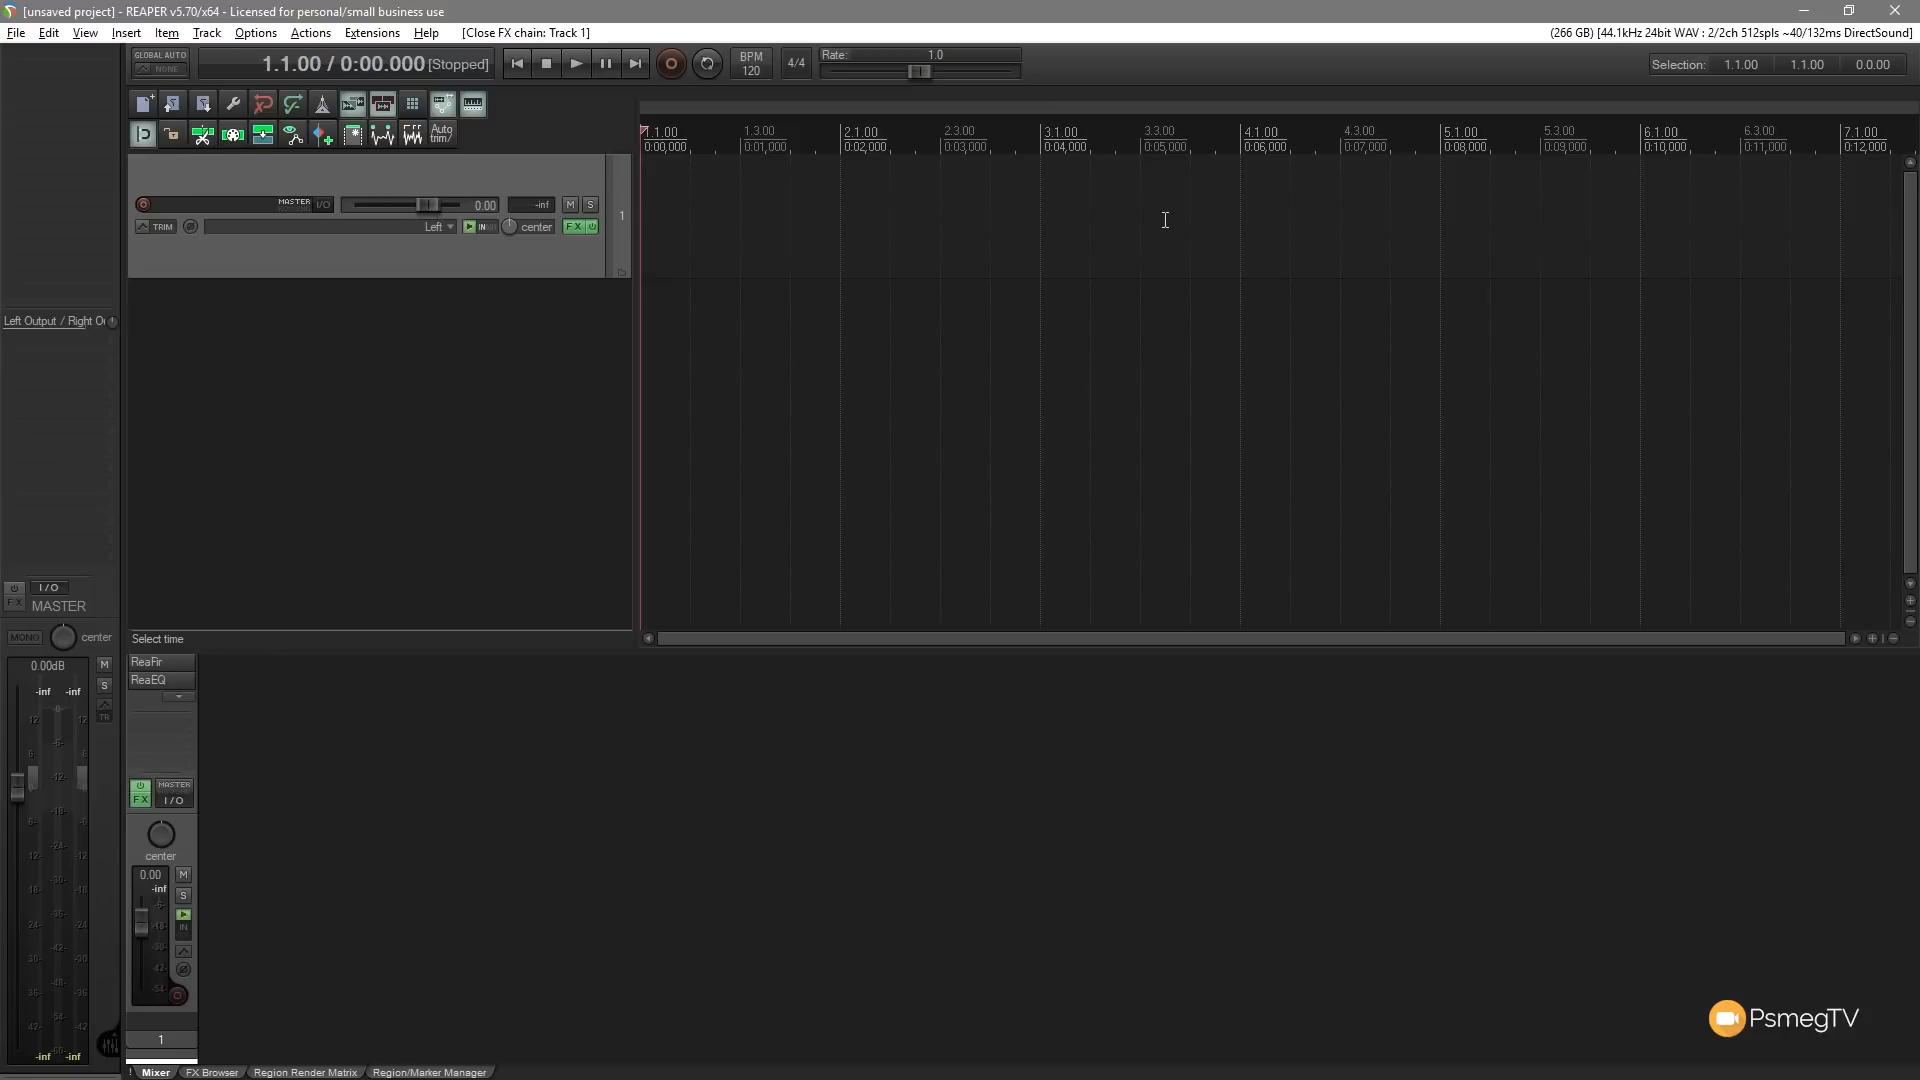 [unsaved project] - REAPER v5.70/x64 - Licensed for personal/small business use
File Edit View Insert Item Track Options Actions Extensions Help [Close FX chain: Track 1] (266 GB) [44.1kHz 24bit WAV : 2/2ch 512spls ~40/132ms DirectSound]
GLOBAL AUTO
NONE
1.1.00 / 0:00.000 [Stopped]
BPM
120
4/4
Rate: 1.0
Selection: 1.1.00 1.1.00 0.0.00
Auto
trim/
1.1.00 1.3.00 2.1.00 2.3.00 3.1.00 3.3.00 4.1.00 4.3.00 5.1.00 5.3.00 6.1.00 6.3.00 7.1.00
0:00,000 0:01,000 0:02,000 0:03,000 0:04,000 0:05,000 0:06,000 0:07,000 0:08,000 0:09,000 0:10,000 0:11,000 0:12,000
MASTER I/O 0.00 -inf M S
TRIM Left IN center FX
1
Left Output / Right O
I/O
FX
MASTER
MONO center
Select time
0.00dB M
-inf -inf S
TR
ReaFir
ReaEQ
FX
MASTER
I/O
center
0.00 M
-inf S
IN
-inf -inf
1
! Mixer FX Browser Region Render Matrix Region/Marker Manager
PsmegTV